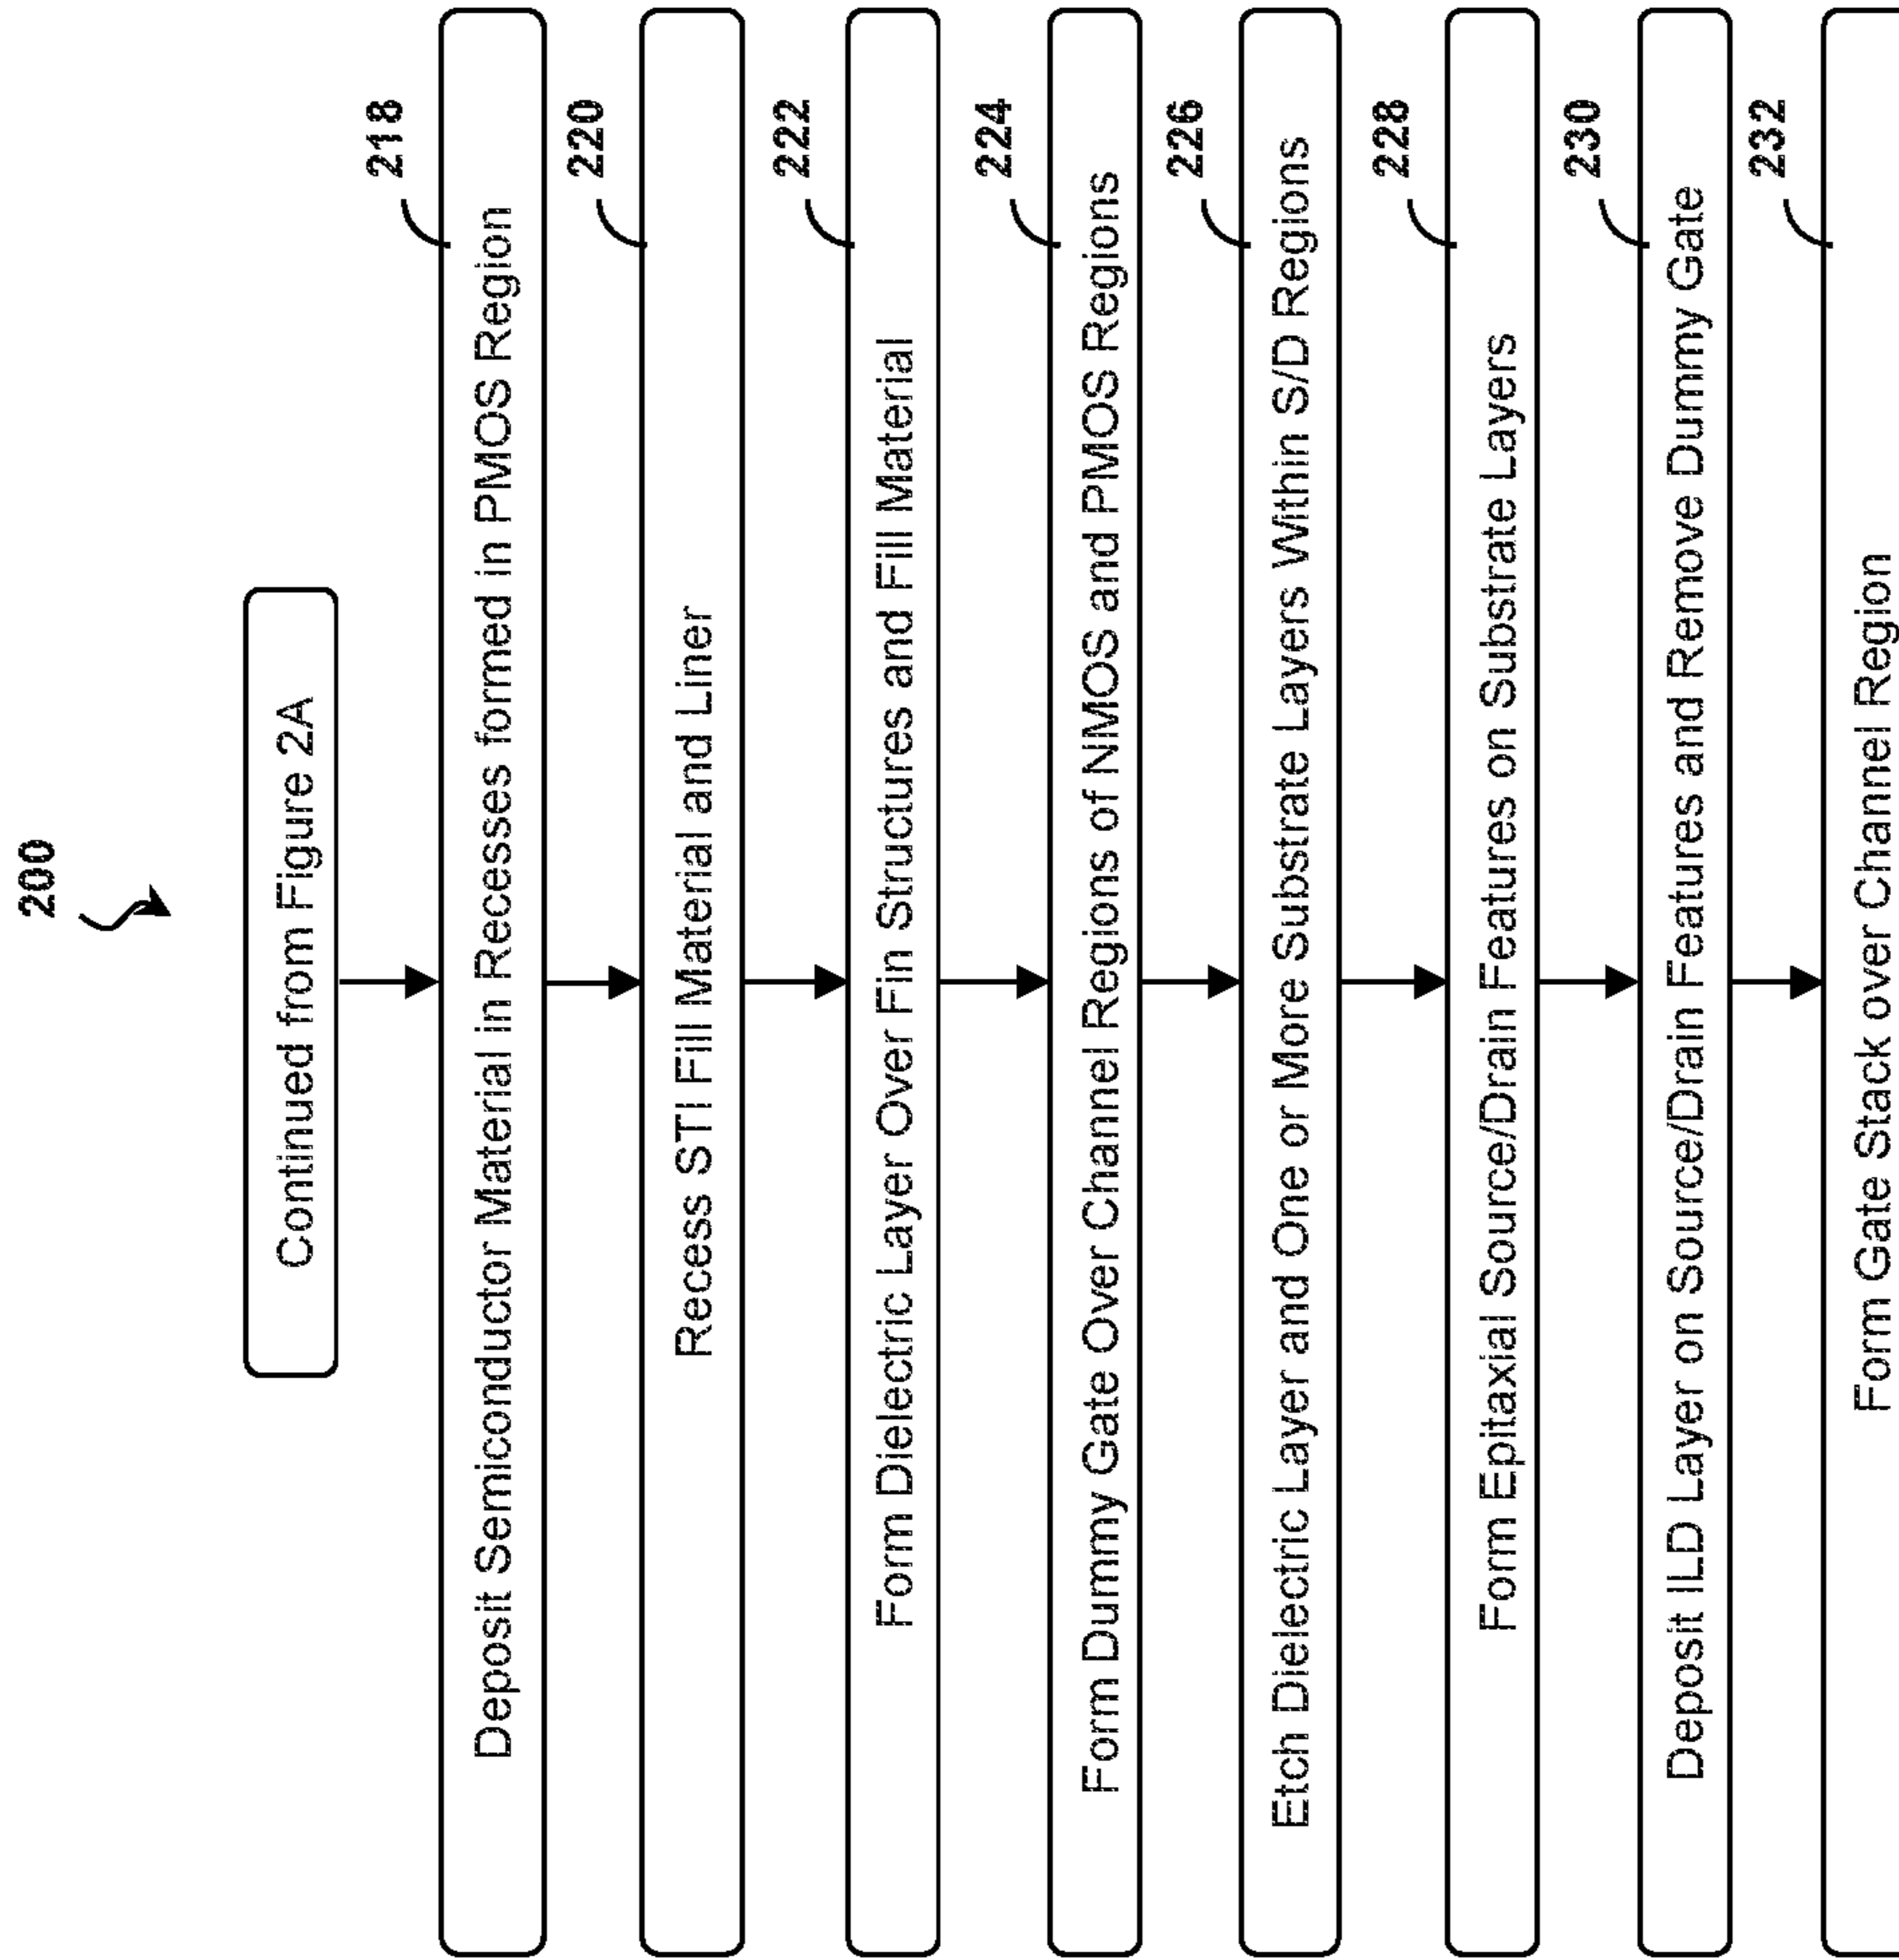 200
Continued from Figure 2A
218
Deposit Semiconductor Material in Recesses formed in PMOS Region
220
Recess STI Fill Material and Liner
222
Form Dielectric Layer Over Fin Structures and Fill Material
224
Form Dummy Gate Over Channel Regions of NMOS and PMOS Regions
226
Etch Dielectric Layer and One or More Substrate Layers Within S/D Regions
228
Form Epitaxial Source/Drain Features on Substrate Layers
230
Deposit ILD Layer on Source/Drain Features and Remove Dummy Gate
232
Form Gate Stack over Channel Region